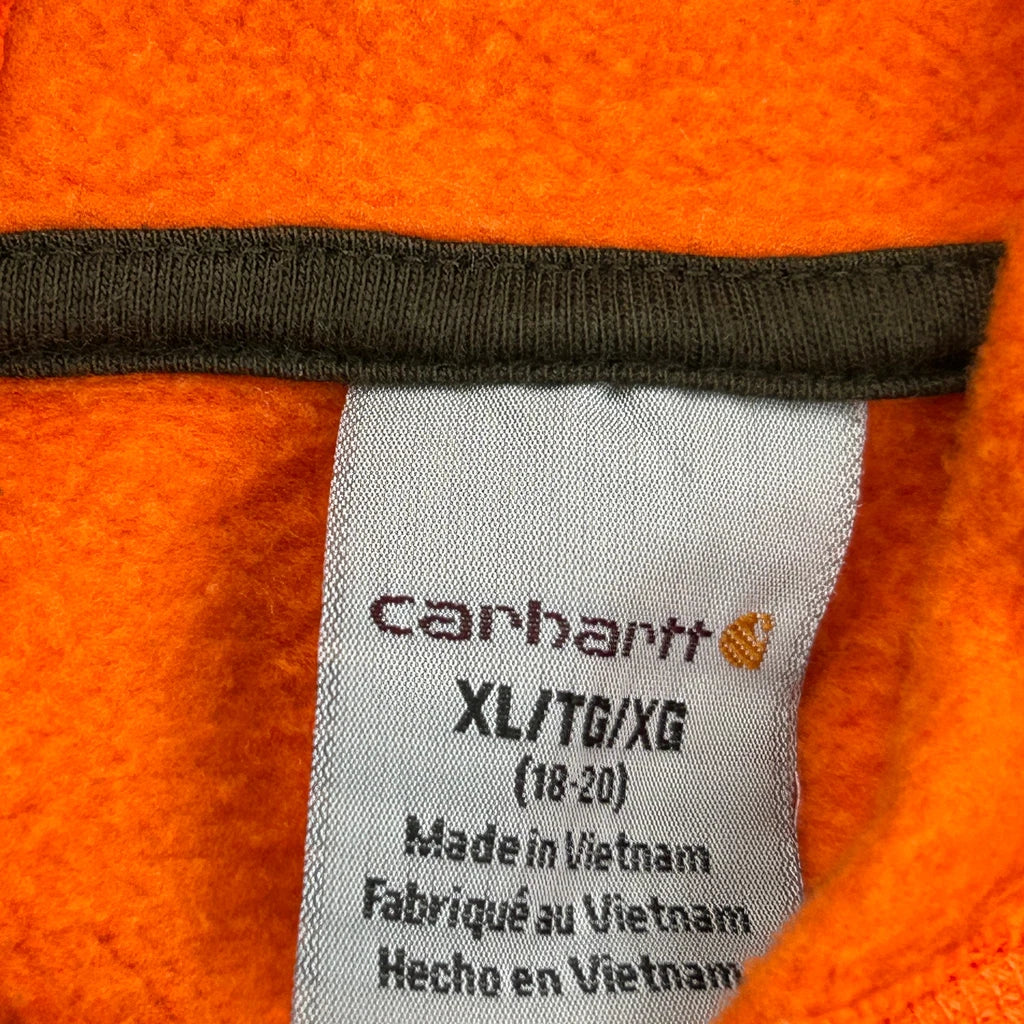 carhartt
XL/TG/XG
(18-20)
Made in Vietnam
Fabriqué au Vietnam
Hecho en Vietnam